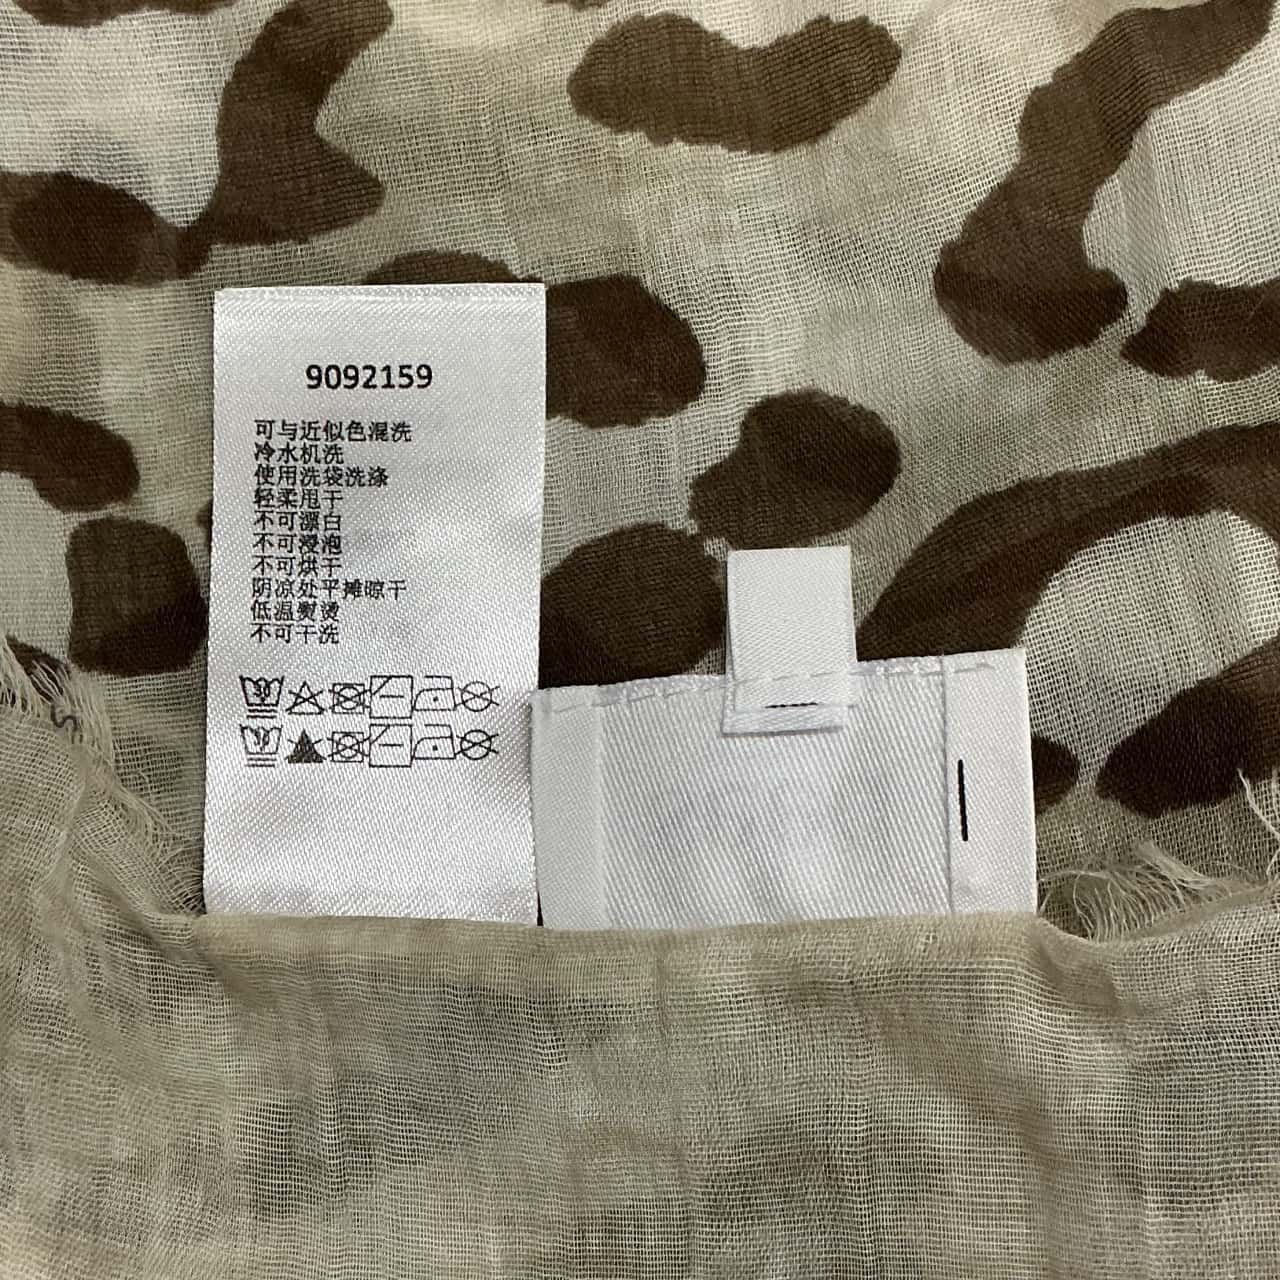 9092159
可与近似色混洗
冷水机洗
使用洗袋洗涤
轻柔甩干
不可漂白
不可浸泡
不可烘干
阴凉处平摊晾干
低温熨烫
不可干洗
30
30
S